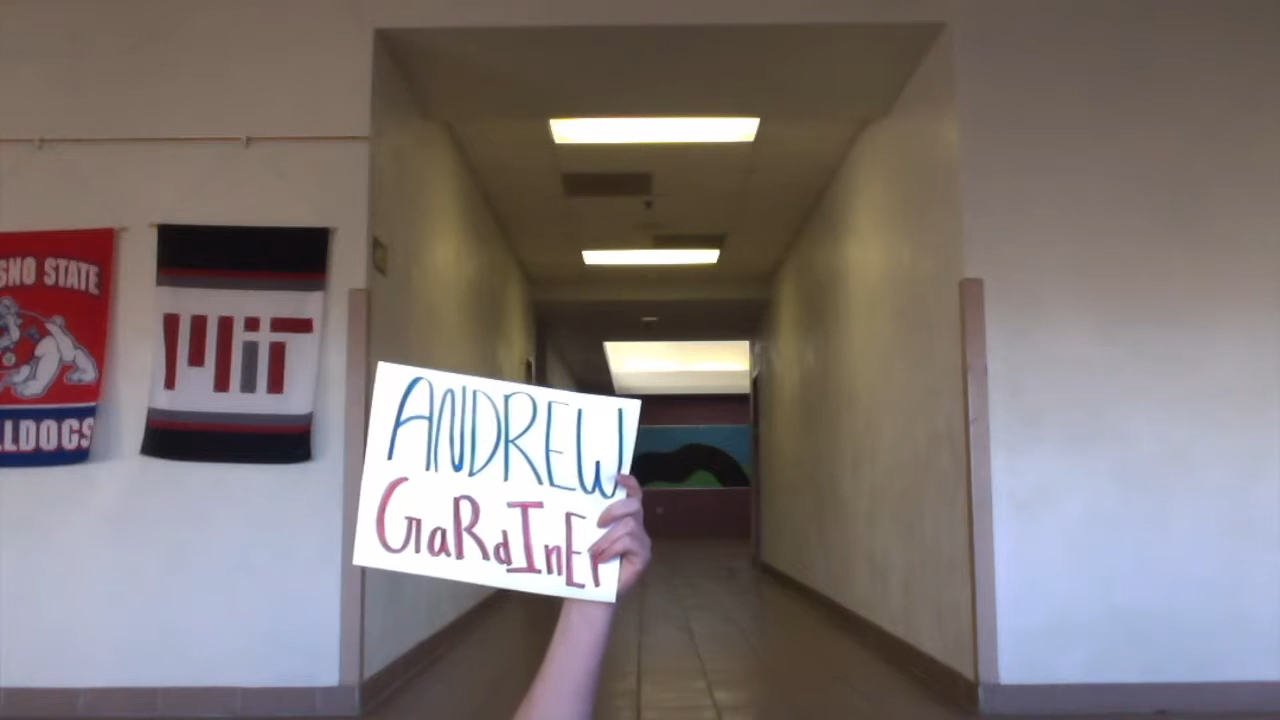 SNO STATE
LLDOGS
MIT
ANDREW
GaRdInEr